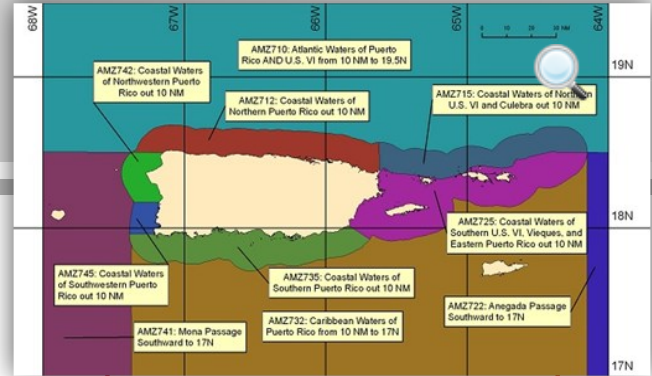 68W
67W
66W
65W
64W
0 10 20 30 NM
AMZ710: Atlantic Waters of Puerto
Rico AND U.S. VI from 10 NM to 19.5N
19N
AMZ742: Coastal Waters
of Northwestern Puerto
Rico out 10 NM
AMZ712: Coastal Waters of
Northern Puerto Rico out 10 NM
AMZ715: Coastal Waters of Northern
U.S. VI and Culebra out 10 NM
18N
AMZ725: Coastal Waters of
Southern U.S. VI, Vieques, and
Eastern Puerto Rico out 10 NM
AMZ745: Coastal Waters
of Southwestern Puerto
Rico out 10 NM
AMZ735: Coastal Waters of
Southern Puerto Rico out 10 NM
AMZ722: Anegada Passage
Southward to 17N
AMZ741: Mona Passage
Southward to 17N
AMZ732: Caribbean Waters of
Puerto Rico from 10 NM to 17N
17N